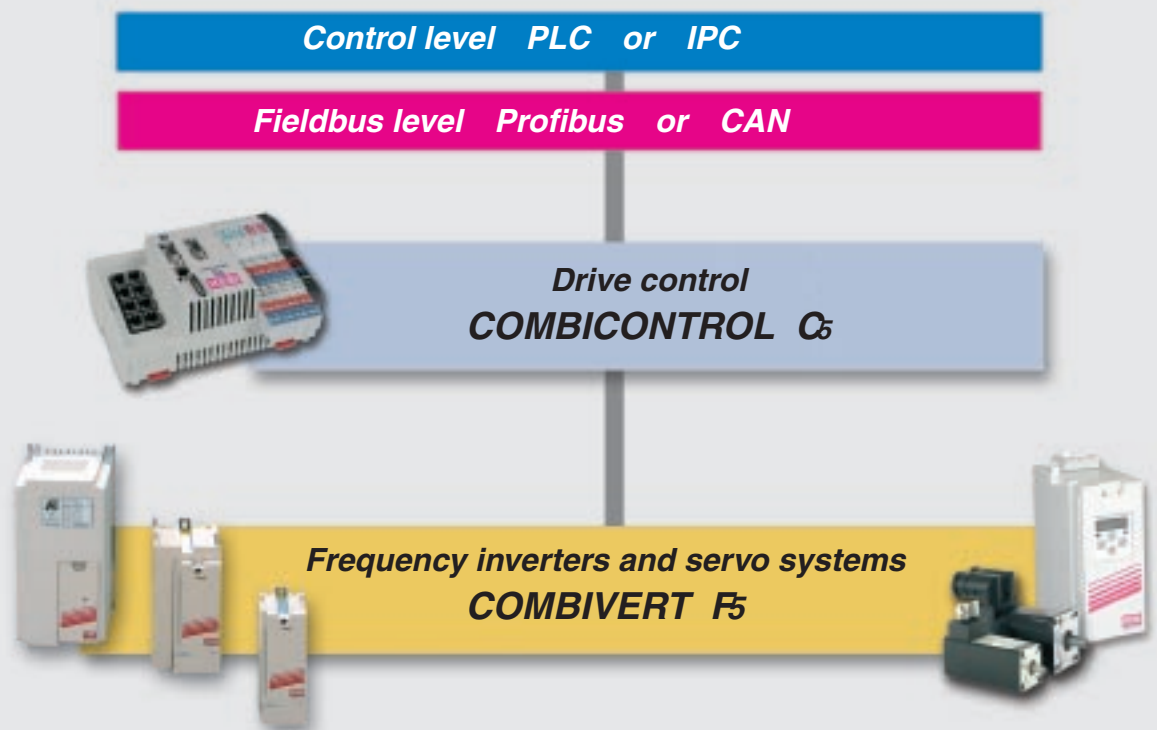 Control level PLC or IPC
Fieldbus level Profibus or CAN
Drive control
COMBICONTROL C5
Frequency inverters and servo systems
COMBIVERT F5